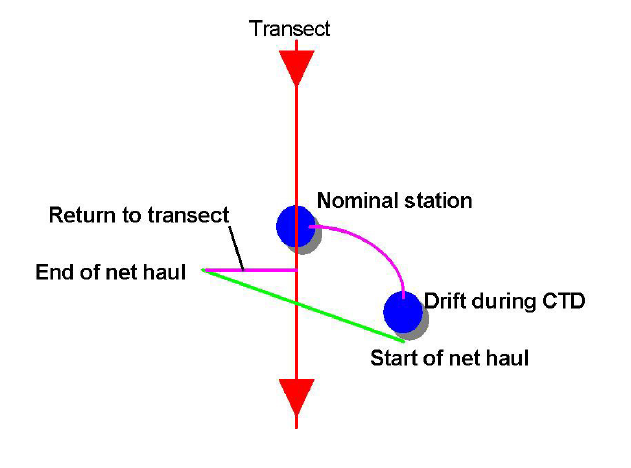 Transect
Nominal station
Return to transect
End of net haul
Drift during CTD
Start of net haul